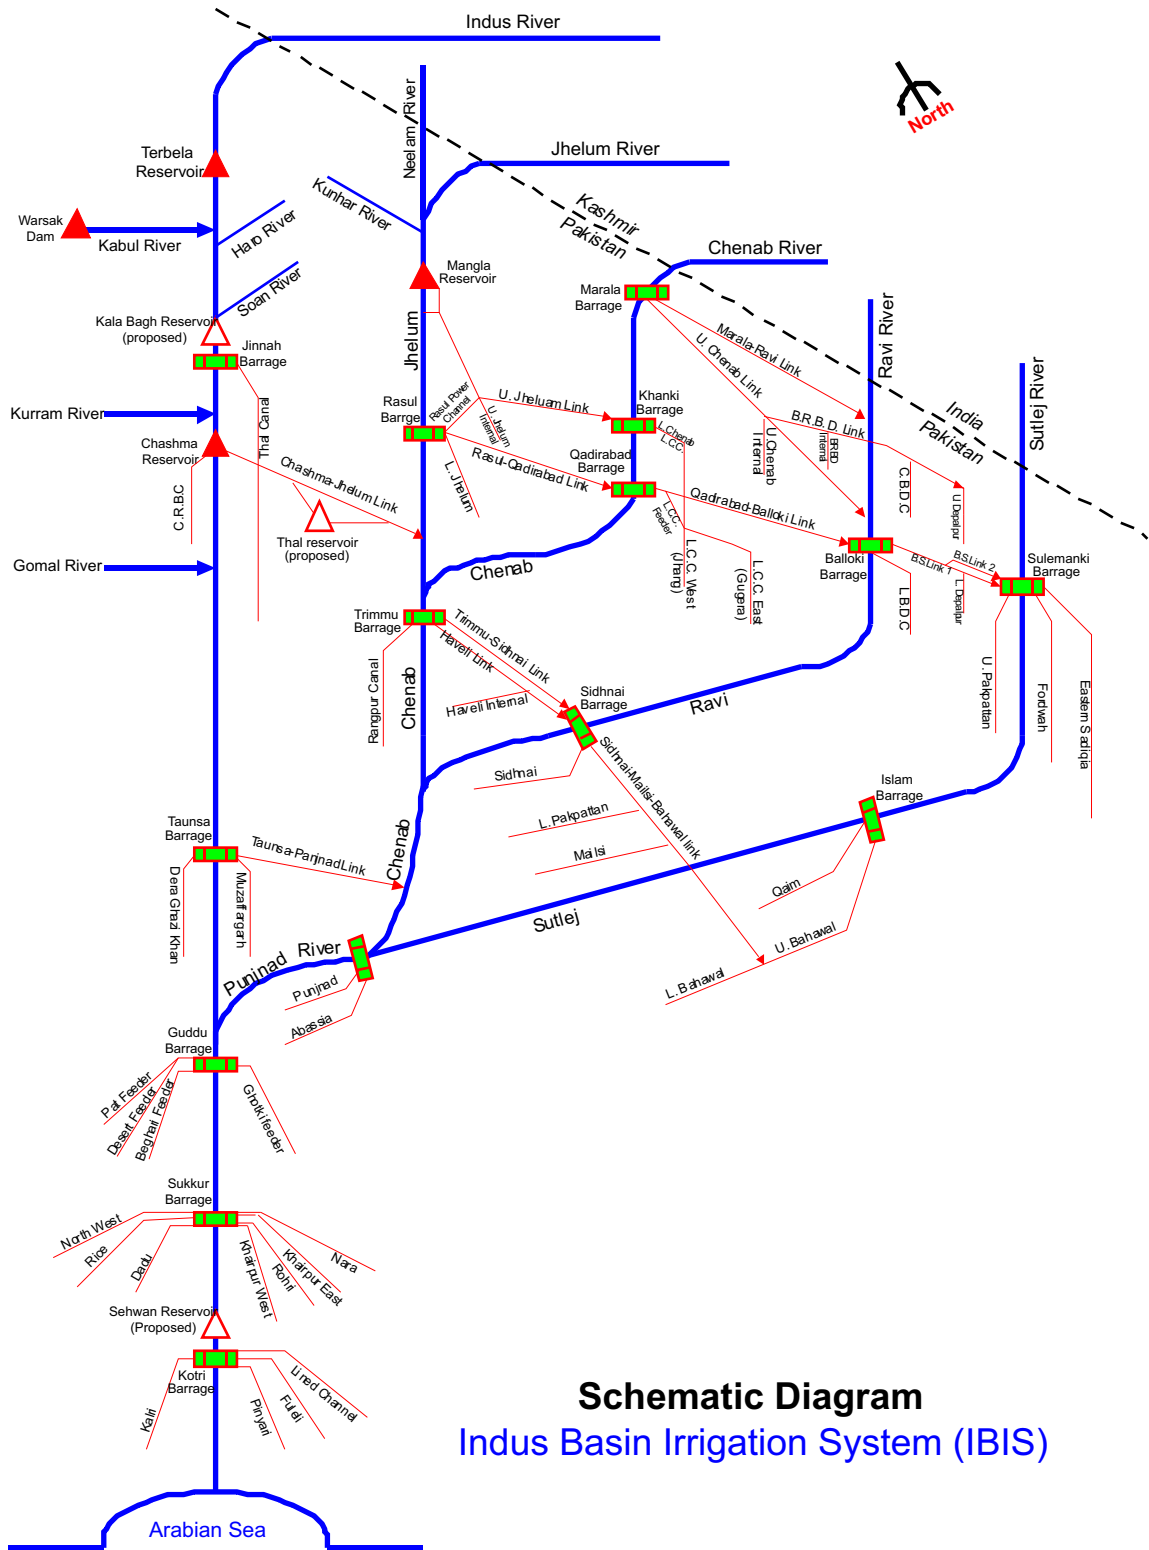 Indus River
Neelam River
North
Terbela
Reservoir
Jhelum River
Kunhar River
Kashmir
Pakistan
Warsak
Dam
Kabul River
Haro River
Chenab River
Mangla
Reservoir
Soan River
Marala
Barrage
Kala Bagh Reservoir
(proposed)
Jinnah
Barrage
Jhelum
Marala-Ravi Link
U. Chenab Link
Ravi River
Sutlej River
Kurram River
Thal Canal
Rasul
Barrge
Rasul Power
Channel
U. Jheluam Link
U. Jhelum
Internal
Khanki
Barrage
L.Chenab
L.C.C.
B.R.B.D. Link
India
Pakistan
Chashma
Reservoir
C.R.B.C
Chashma-Jhelum Link
L. Jhelum
Rasul-Qadirabad Link
Qadirabad
Barrage
U.Chenab
Internal
BRBD
Internal
C.B.D.C
U Depalpur
Thal reservoir
(proposed)
L.C.C.
Feeder
Qadirabad-Balloki Link
Gomal River
Chenab
L.C.C. West
(Jhang)
L.C.C. East
(Gugera)
Balloki
Barrage
B.S.Link 1
B.S.Link 2
Sulemanki
Barrage
L. Depalpur
L.B.D.C
Trimmu
Barrage
Trimmu-Sidhnai Link
Haveli Link
Rangpur Canal
Chenab
Haveli Internal
Sidhnai
Barrage
Ravi
U. Pakpattan
Fordwah
Eastern Sadiqia
Sidhnai
Sidhnai-Mailsi-Bahawal link
Islam
Barrage
L. Pakpattan
Mailsi
Taunsa
Barrage
Taunsa-Panjnad Link
Chenab
Dera Ghazi Khan
Muzaffargarh
Qaim
Sutlej
U. Bahawal
L. Bahawal
Punjnad River
Punjnad
Abassia
Guddu
Barrage
Pat Feeder
Desert Feeder
Beghari Feeder
Ghotki feeder
Sukkur
Barrage
North West
Rice
Dadu
Khairpur West
Rohri
Khairpur East
Nara
Sehwan Reservoir
(Proposed)
Kotri
Barrage
Kalri
Pinyari
Fuleli
Lined Channel
Schematic Diagram
Indus Basin Irrigation System (IBIS)
Arabian Sea